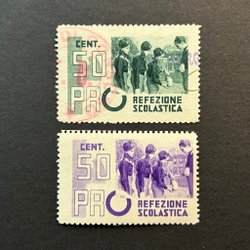 CENT.
50
PRO
REFEZIONE
SCOLASTICA
CENT.
50
PRO
REFEZIONE
SCOLASTICA